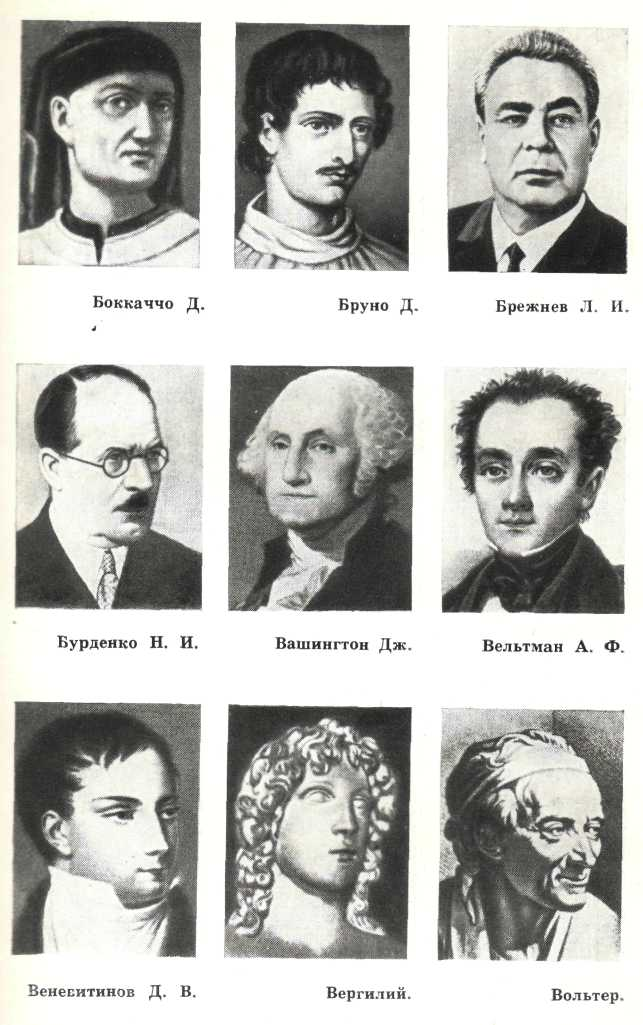 Боккаччо Д.
Бруно Д.
Брежнев Л. И.
Бурденко Н. И.
Вашингтон Дж.
Вельтман А. Ф.
Веневитинов Д. В.
Вергилий.
Вольтер.